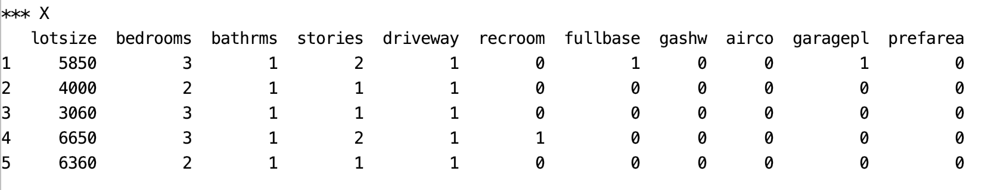 *** X
   lotsize  bedrooms  bathrms  stories  driveway  recroom  fullbase  gashw  airco  garagepl  prefarea
1     5850         3        1        2         1        0         1      0      0         1         0
2     4000         2        1        1         1        0         0      0      0         0         0
3     3060         3        1        1         1        0         0      0      0         0         0
4     6650         3        1        2         1        1         0      0      0         0         0
5     6360         2        1        1         1        0         0      0      0         0         0